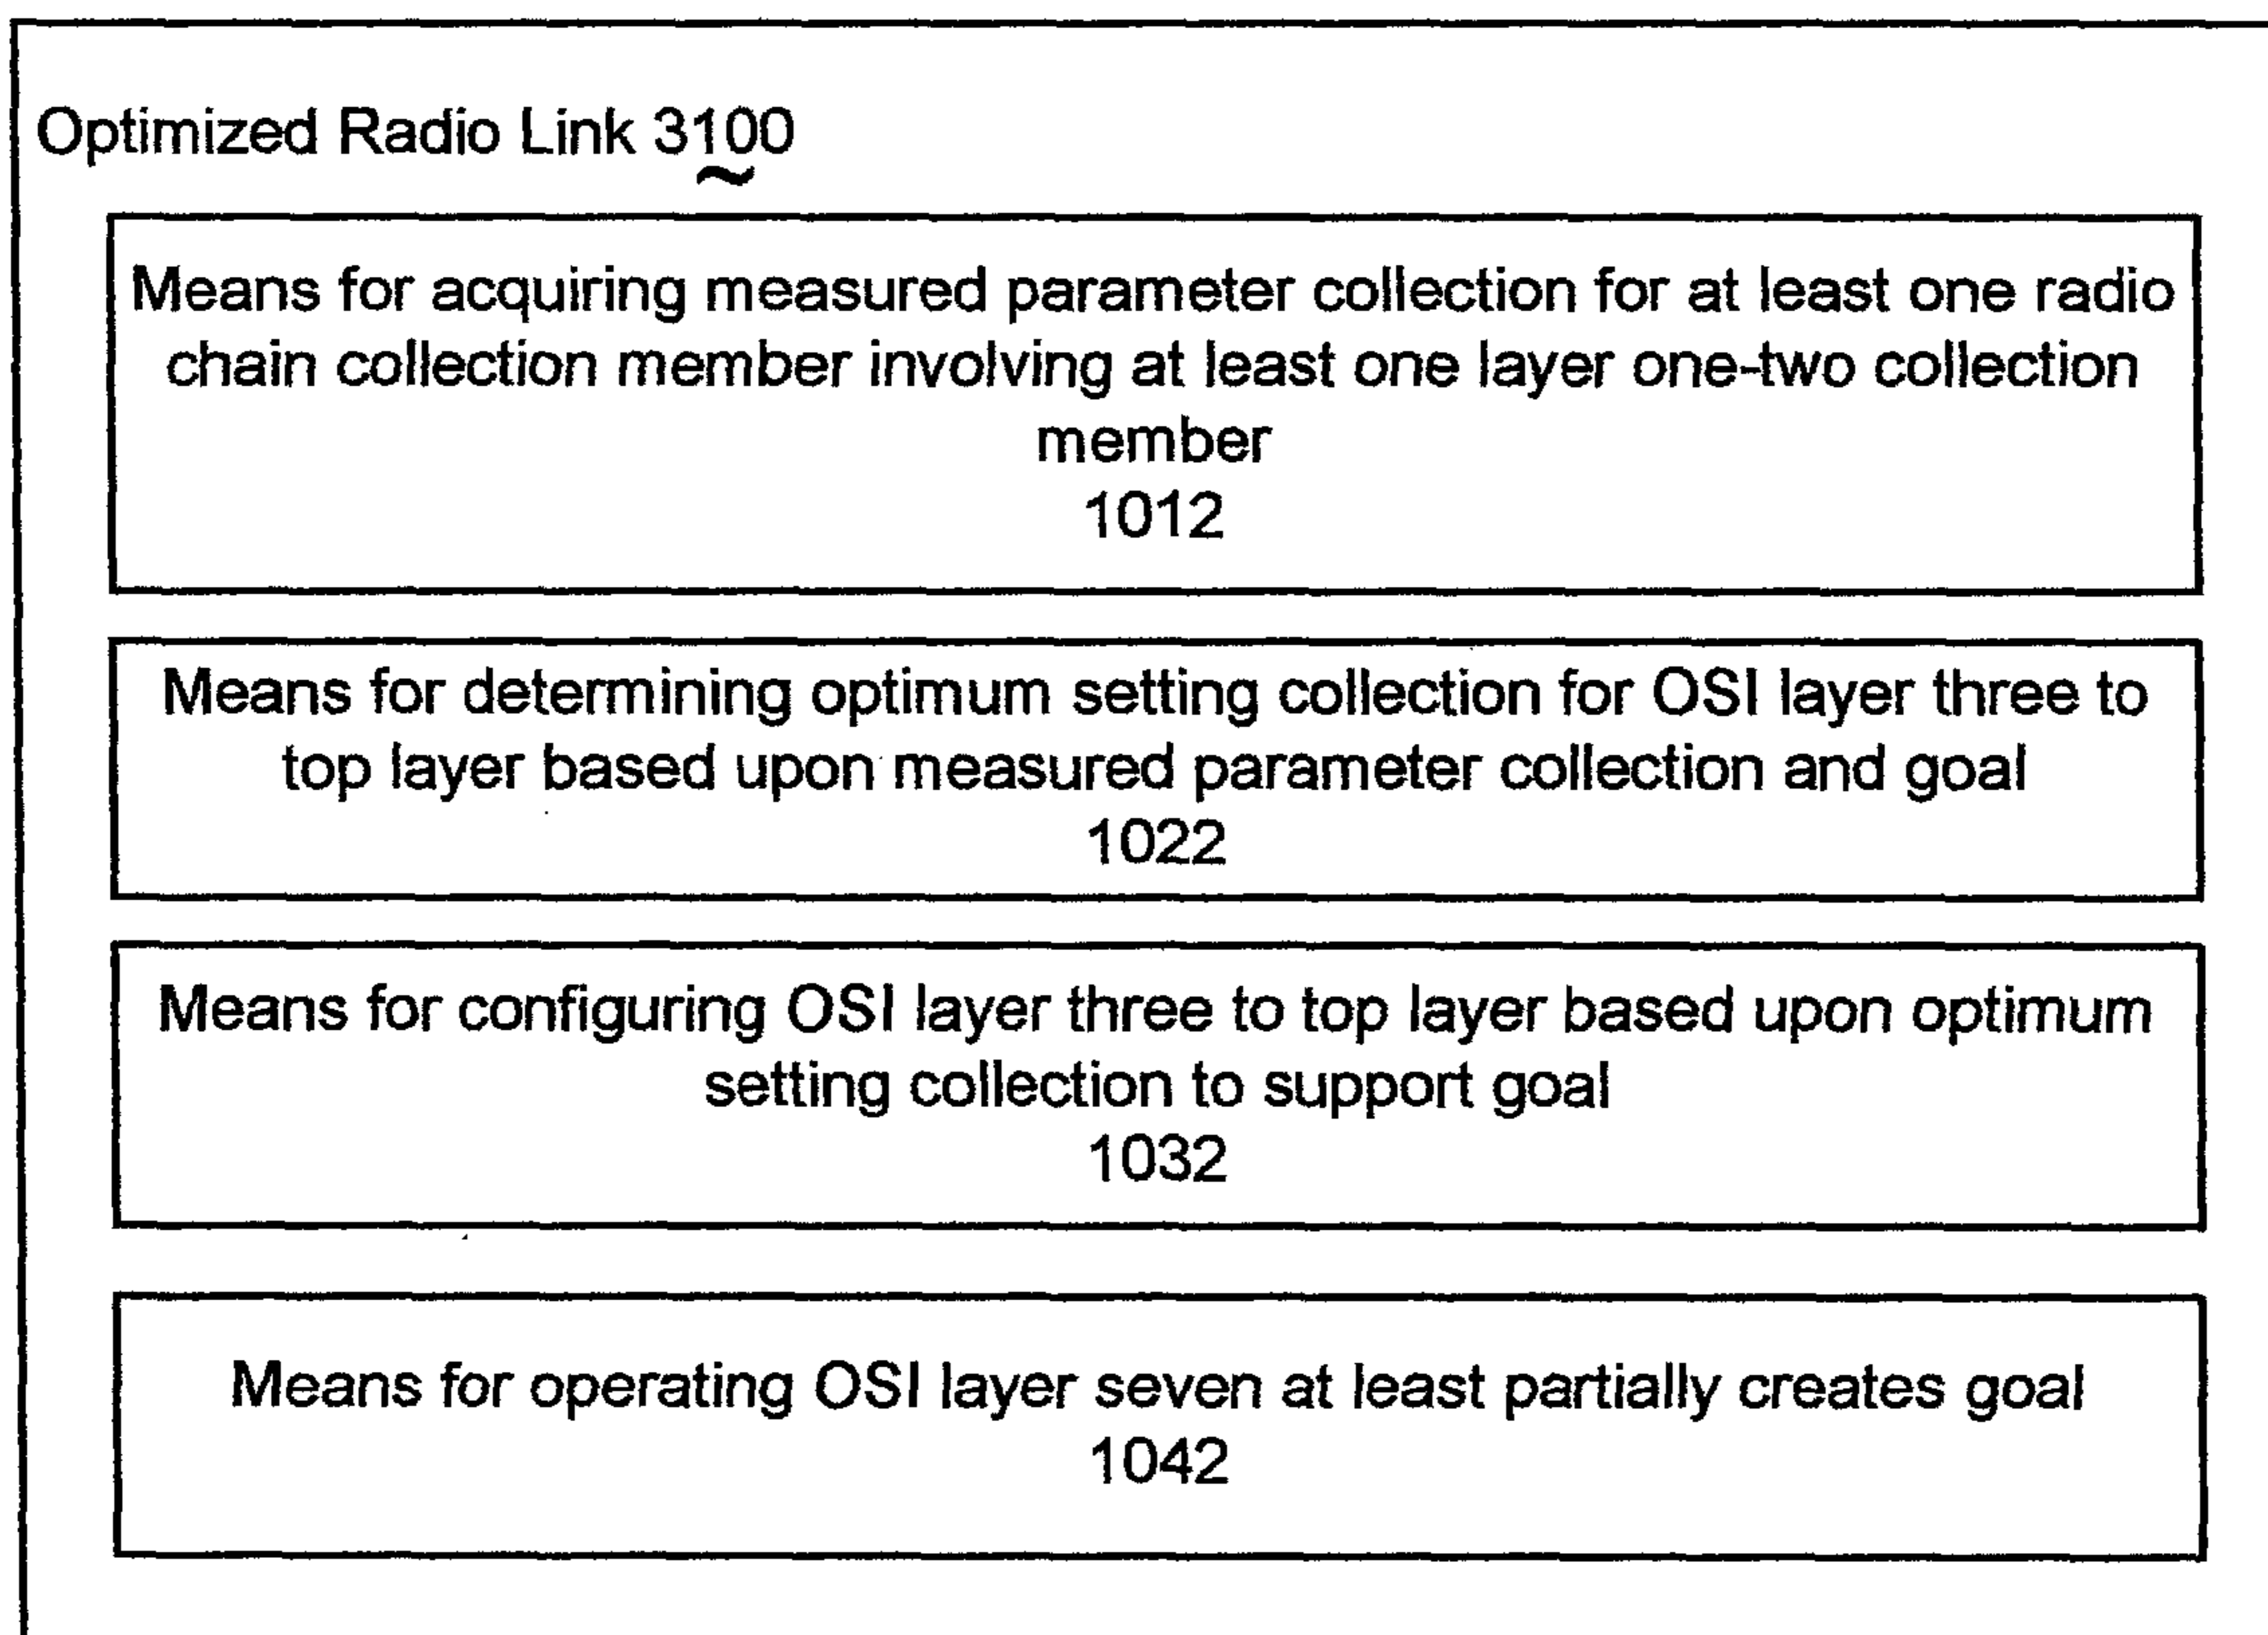 Optimized Radio Link 3100
Means for acquiring measured parameter collection for at least one radio
chain collection member involving at least one layer one-two collection
member
1012
Means for determining optimum setting collection for OSI layer three to
top layer based upon measured parameter collection and goal
1022
Means for configuring OSI layer three to top layer based upon optimum
setting collection to support goal
1032
Means for operating OSI layer seven at least partially creates goal
1042